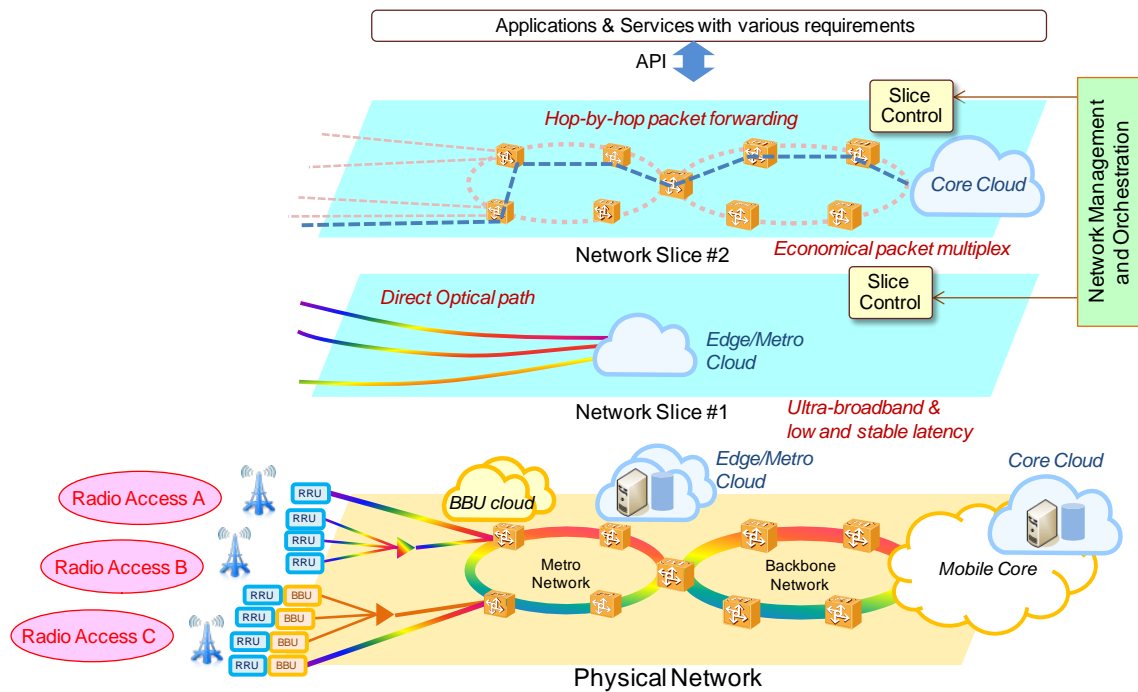 Applications & Services with various requirements
API
Slice
Control
Hop-by-hop packet forwarding
Core Cloud
Network Management
and Orchestration
Economical packet multiplex
Network Slice #2
Slice
Control
Direct Optical path
Edge/Metro
Cloud
Network Slice #1
Ultra-broadband &
low and stable latency
Edge/Metro
Cloud
Core Cloud
Radio Access A
RRU
BBU cloud
RRU
RRU
RRU
Radio Access B
Metro
Network
Backbone
Network
Mobile Core
RRU BBU
RRU BBU
Radio Access C
RRU BBU
RRU BBU
Physical Network